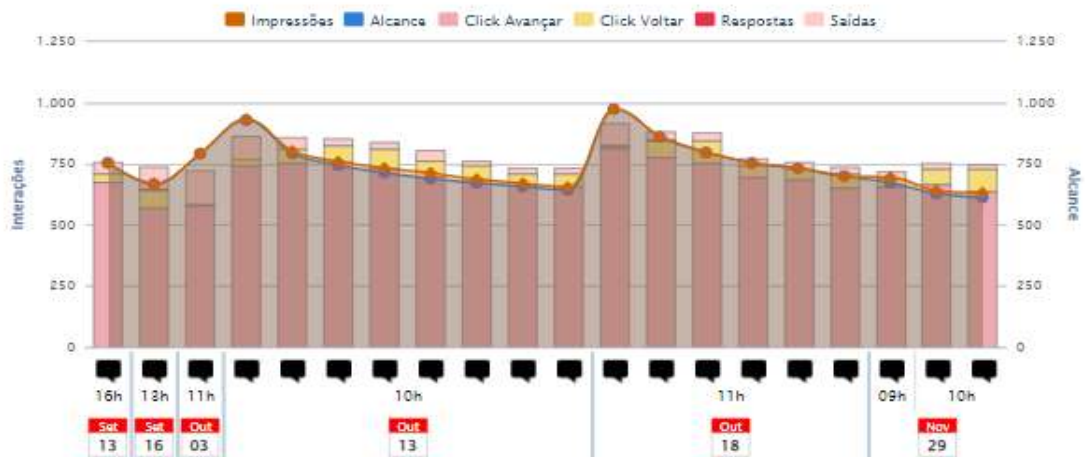 Impressões Alcance Click Avançar Click Voltar Respostas Saídas
1.250 1.250
1.000 1.000
750 750
500 500
250 250
0 0
Interações
Alcance
16h 13h 11h 10h 11h 09h 10h
Set Set Out Out Out Nov
13 16 03 13 18 29